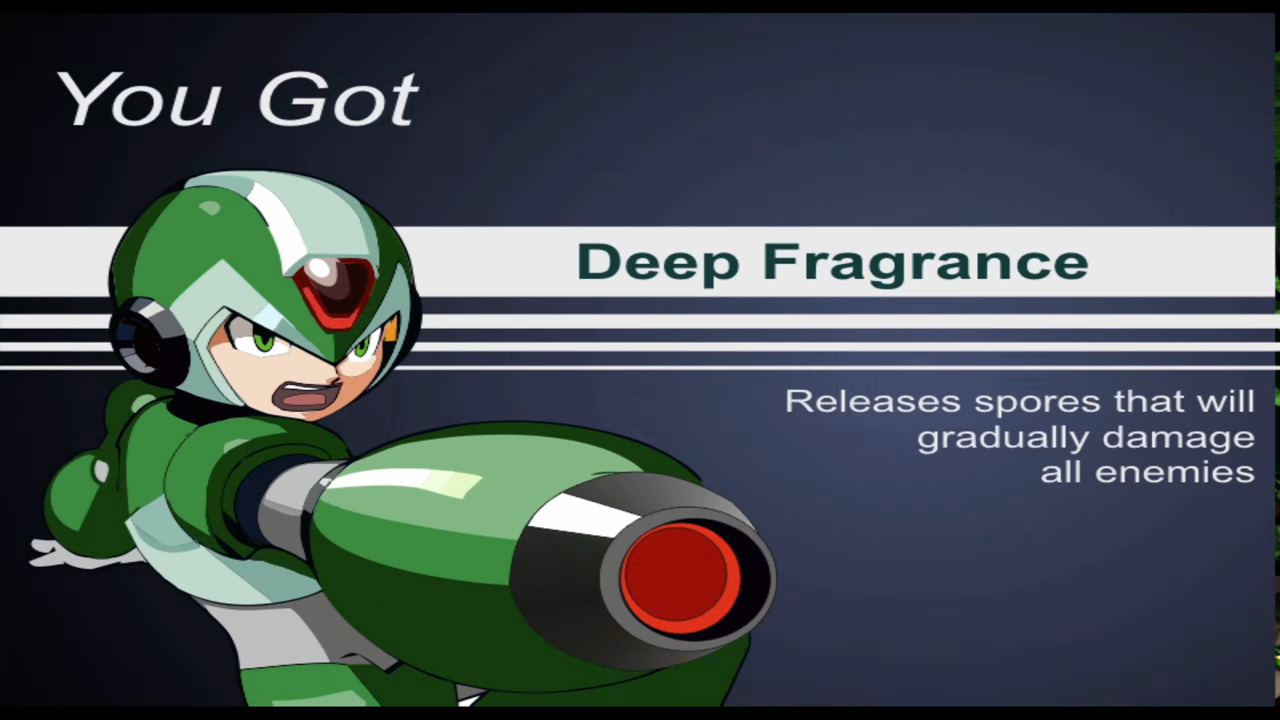 You Got
Deep Fragrance
Releases spores that will
gradually damage
all enemies